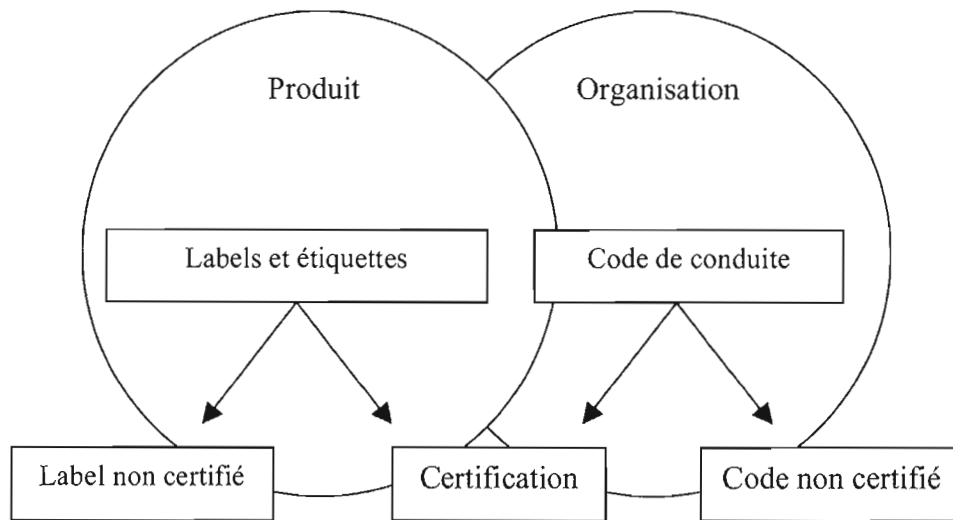 Produit
Organisation
Labels et étiquettes
Code de conduite
Label non certifié
Certification
Code non certifié